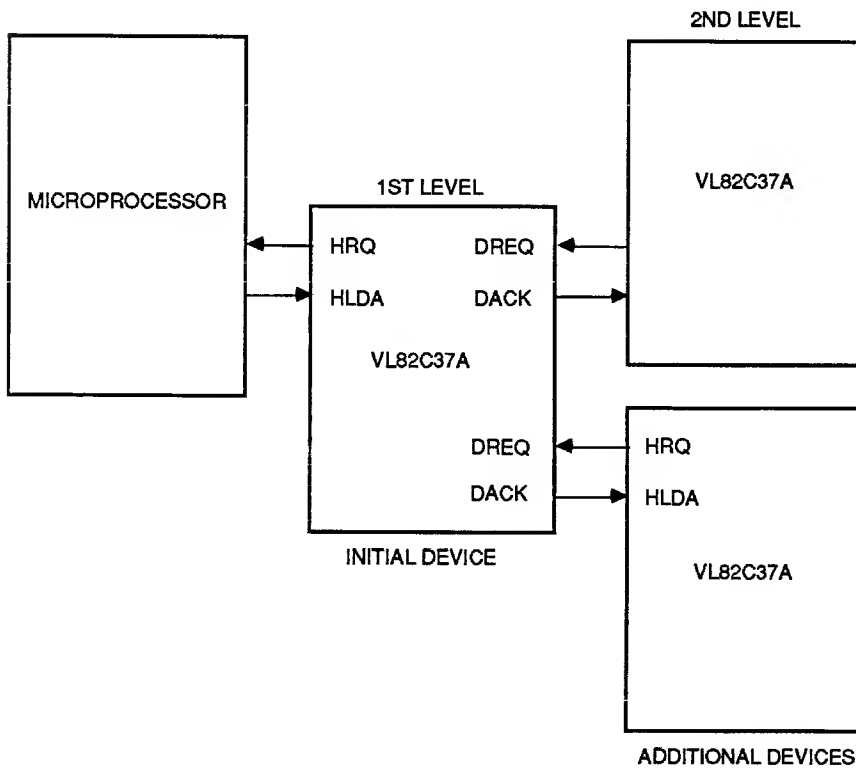 2ND LEVEL
MICROPROCESSOR
VL82C37A
1ST LEVEL
HRQ
DREQ
HLDA
DACK
VL82C37A
DREQ
HRQ
DACK
HLDA
VL82C37A
INITIAL DEVICE
ADDITIONAL DEVICES